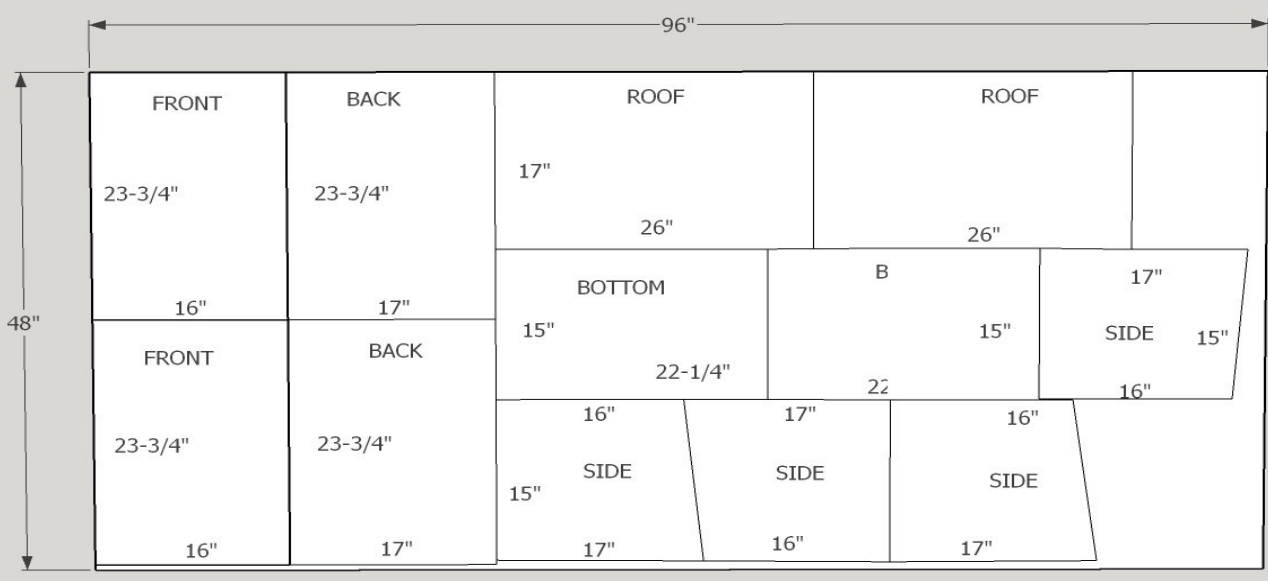 96"
48"
FRONT
23-3/4"
16"
BACK
23-3/4"
17"
ROOF
17"
26"
ROOF
26"
BOTTOM
15"
22-1/4"
B
15"
22
17"
SIDE
15"
16"
FRONT
23-3/4"
16"
BACK
23-3/4"
17"
16"
SIDE
15"
17"
17"
SIDE
16"
16"
SIDE
17"